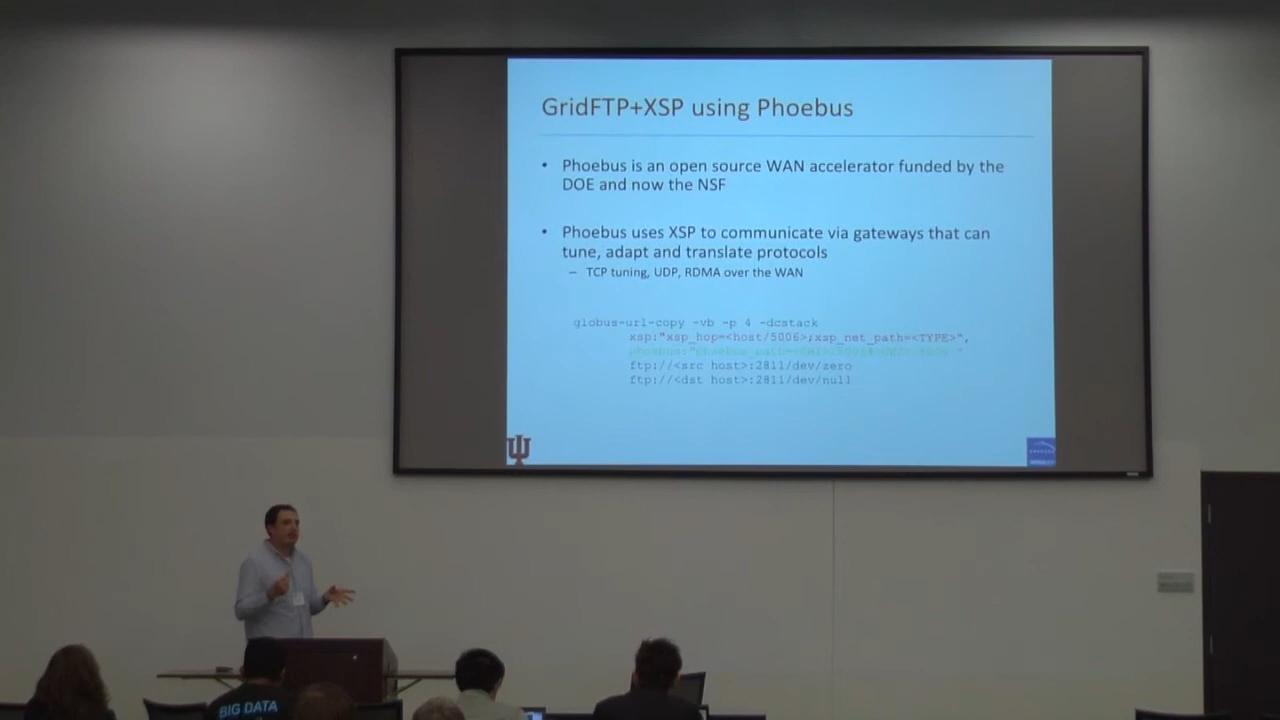 GridFTP+XSP using Phoebus
• Phoebus is an open source WAN accelerator funded by the
DOE and now the NSF
• Phoebus uses XSP to communicate via gateways that can
tune, adapt and translate protocols
– TCP tuning, UDP, RDMA over the WAN
globus-url-copy -vb -p 4 -dcstack
xsp:"xsp_hop=<host/5006>;xsp_net_path=<TYPE>",
ftp://<src host>:2811/dev/zero
ftp://<dst host>:2811/dev/null
BIG DATA